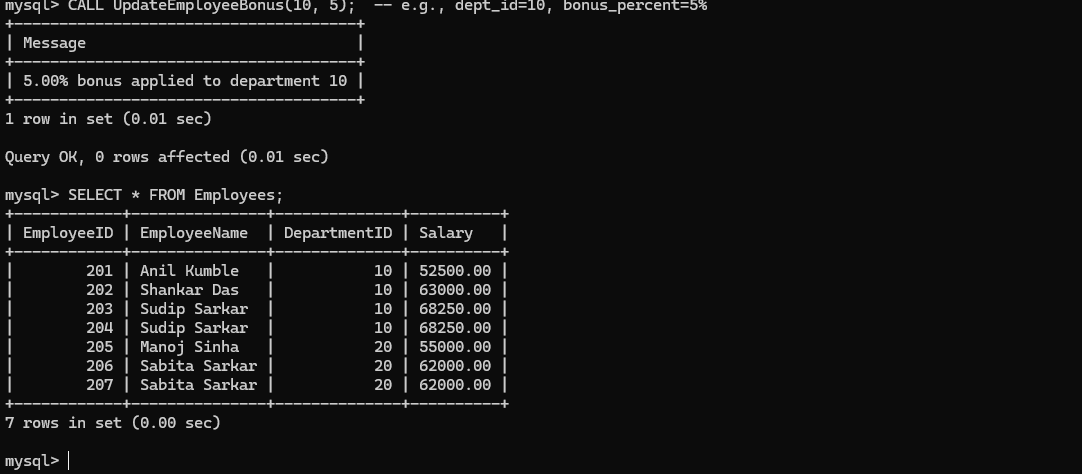 mysql> CALL UpdateEmployeeBonus(10, 5);  -- e.g., dept_id=10, bonus_percent=5%
+--------------------------------------+
| Message                              |
+--------------------------------------+
| 5.00% bonus applied to department 10 |
+--------------------------------------+
1 row in set (0.01 sec)

Query OK, 0 rows affected (0.01 sec)

mysql> SELECT * FROM Employees;
+------------+---------------+--------------+----------+
| EmployeeID | EmployeeName  | DepartmentID | Salary   |
+------------+---------------+--------------+----------+
|        201 | Anil Kumble   |           10 | 52500.00 |
|        202 | Shankar Das   |           10 | 63000.00 |
|        203 | Sudip Sarkar  |           10 | 68250.00 |
|        204 | Sudip Sarkar  |           10 | 68250.00 |
|        205 | Manoj Sinha   |           20 | 55000.00 |
|        206 | Sabita Sarkar |           20 | 62000.00 |
|        207 | Sabita Sarkar |           20 | 62000.00 |
+------------+---------------+--------------+----------+
7 rows in set (0.00 sec)

mysql>